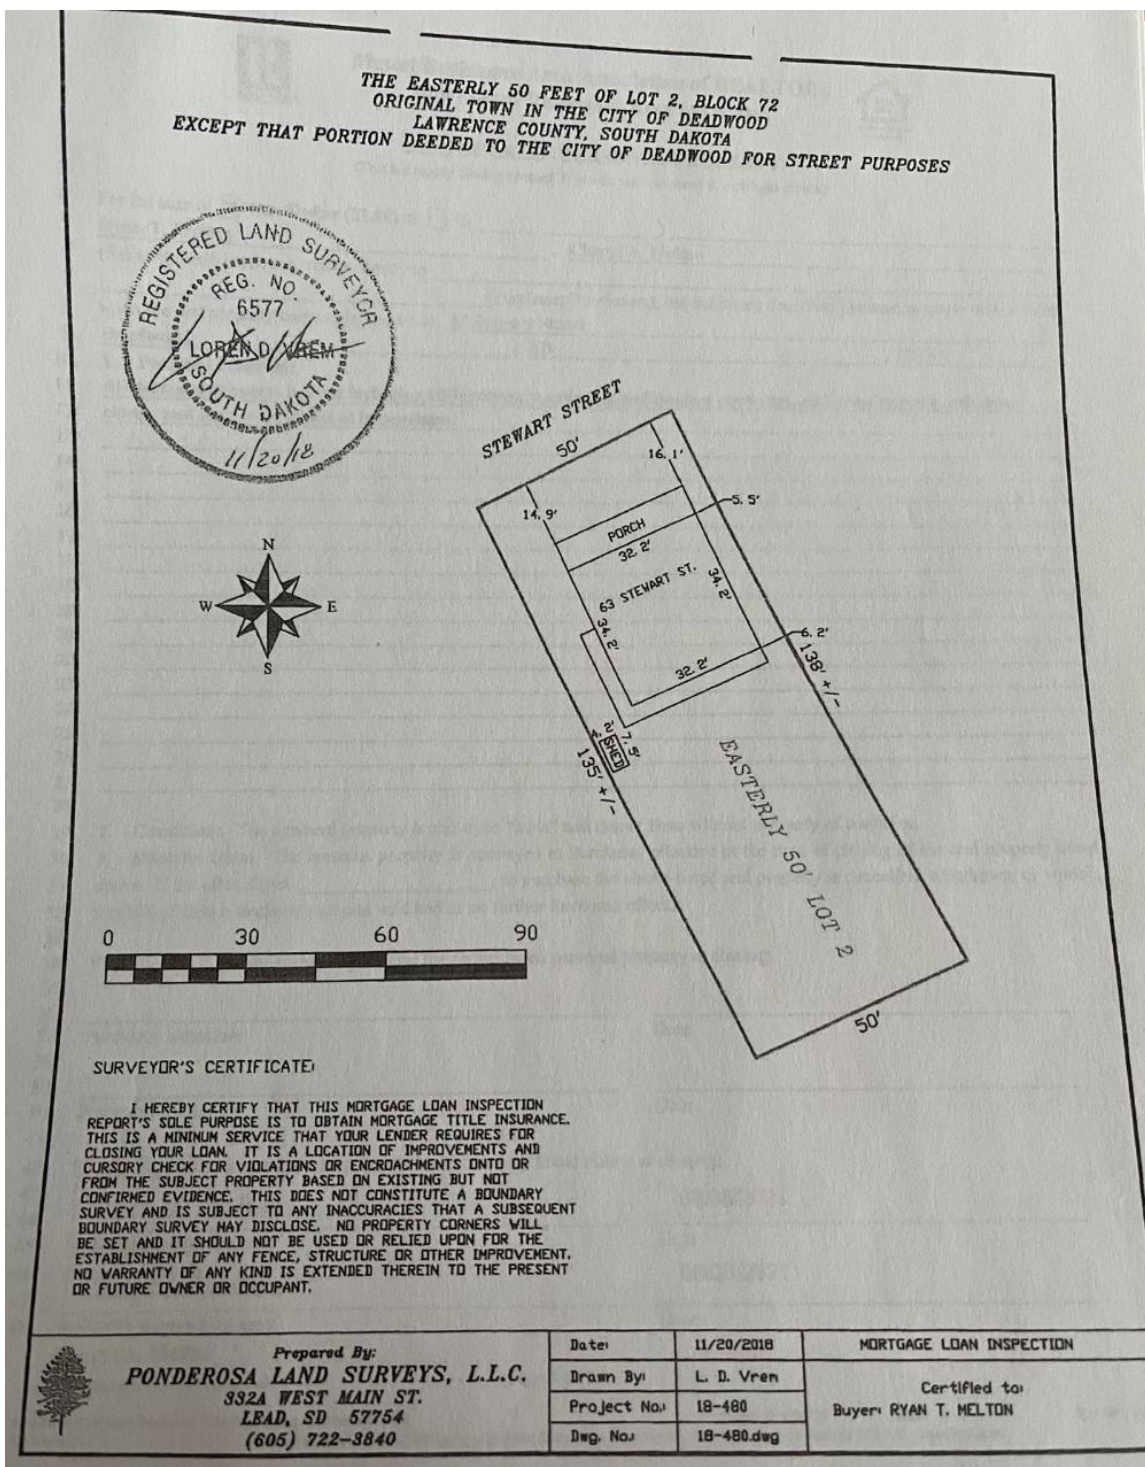 THE EASTERLY 50 FEET OF LOT 2, BLOCK 72
ORIGINAL TOWN IN THE CITY OF DEADWOOD
LAWRENCE COUNTY, SOUTH DAKOTA
EXCEPT THAT PORTION DEEDED TO THE CITY OF DEADWOOD FOR STREET PURPOSES
REGISTERED LAND SURVEYOR
REG. NO.
6577
LOREN D. VREM
SOUTH DAKOTA
11/20/18
STEWART STREET
50'
16.1'
14.9'
5.5'
PORCH
32.2'
63 STEWART ST.
34.2'
34.2'
6.2'
32.2'
138' +/-
N
W
E
S
2'
7.5'
SHED
135' +/-
EASTERLY 50' LOT 2
50'
0 30 60 90
SURVEYOR'S CERTIFICATE:
I HEREBY CERTIFY THAT THIS MORTGAGE LOAN INSPECTION
REPORT'S SOLE PURPOSE IS TO OBTAIN MORTGAGE TITLE INSURANCE.
THIS IS A MININUM SERVICE THAT YOUR LENDER REQUIRES FOR
CLOSING YOUR LOAN. IT IS A LOCATION OF IMPROVEMENTS AND
CURSORY CHECK FOR VIOLATIONS OR ENCROACHMENTS ONTO OR
FROM THE SUBJECT PROPERTY BASED ON EXISTING BUT NOT
CONFIRMED EVIDENCE. THIS DOES NOT CONSTITUTE A BOUNDARY
SURVEY AND IS SUBJECT TO ANY INACCURACIES THAT A SUBSEQUENT
BOUNDARY SURVEY MAY DISCLOSE. NO PROPERTY CORNERS WILL
BE SET AND IT SHOULD NOT BE USED OR RELIED UPON FOR THE
ESTABLISHMENT OF ANY FENCE, STRUCTURE OR OTHER IMPROVEMENT.
NO WARRANTY OF ANY KIND IS EXTENDED THEREIN TO THE PRESENT
OR FUTURE OWNER OR OCCUPANT.
Prepared By:
PONDEROSA LAND SURVEYS, L.L.C.
332A WEST MAIN ST.
LEAD, SD 57754
(605) 722-3840
Date: 11/20/2018
Drawn By: L. D. Vrem
Project No.: 18-480
Dwg. No.: 18-480.dwg
MORTGAGE LOAN INSPECTION
Certified to:
Buyer: RYAN T. MELTON